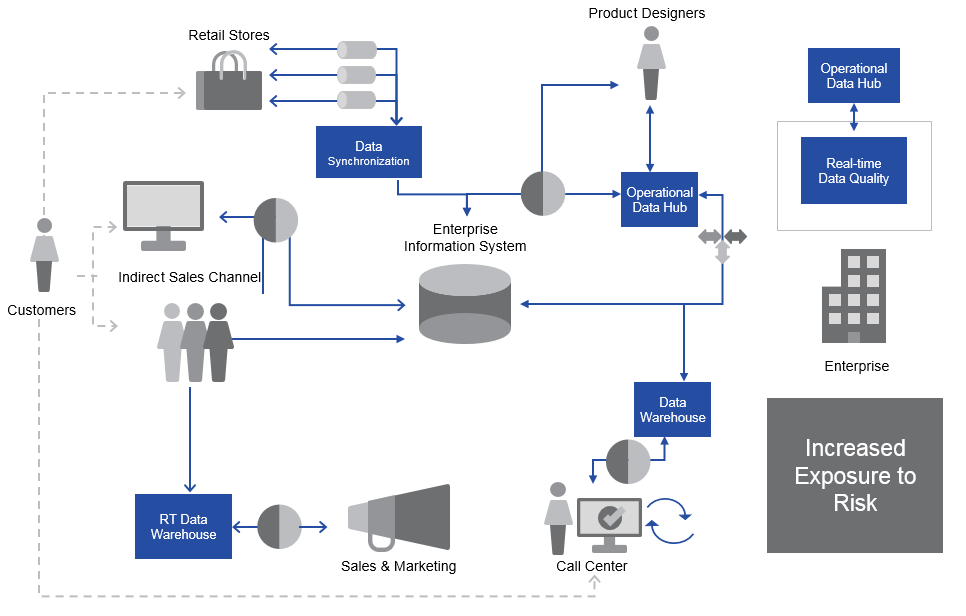 Product Designers
Retail Stores
Operational
Data Hub
Data
Synchronization
Real-time
Data Quality
Operational
Data Hub
Enterprise
Information System
Indirect Sales Channel
Customers
Enterprise
Data
Warehouse
Increased
Exposure to
Risk
RT Data
Warehouse
Sales & Marketing
Call Center